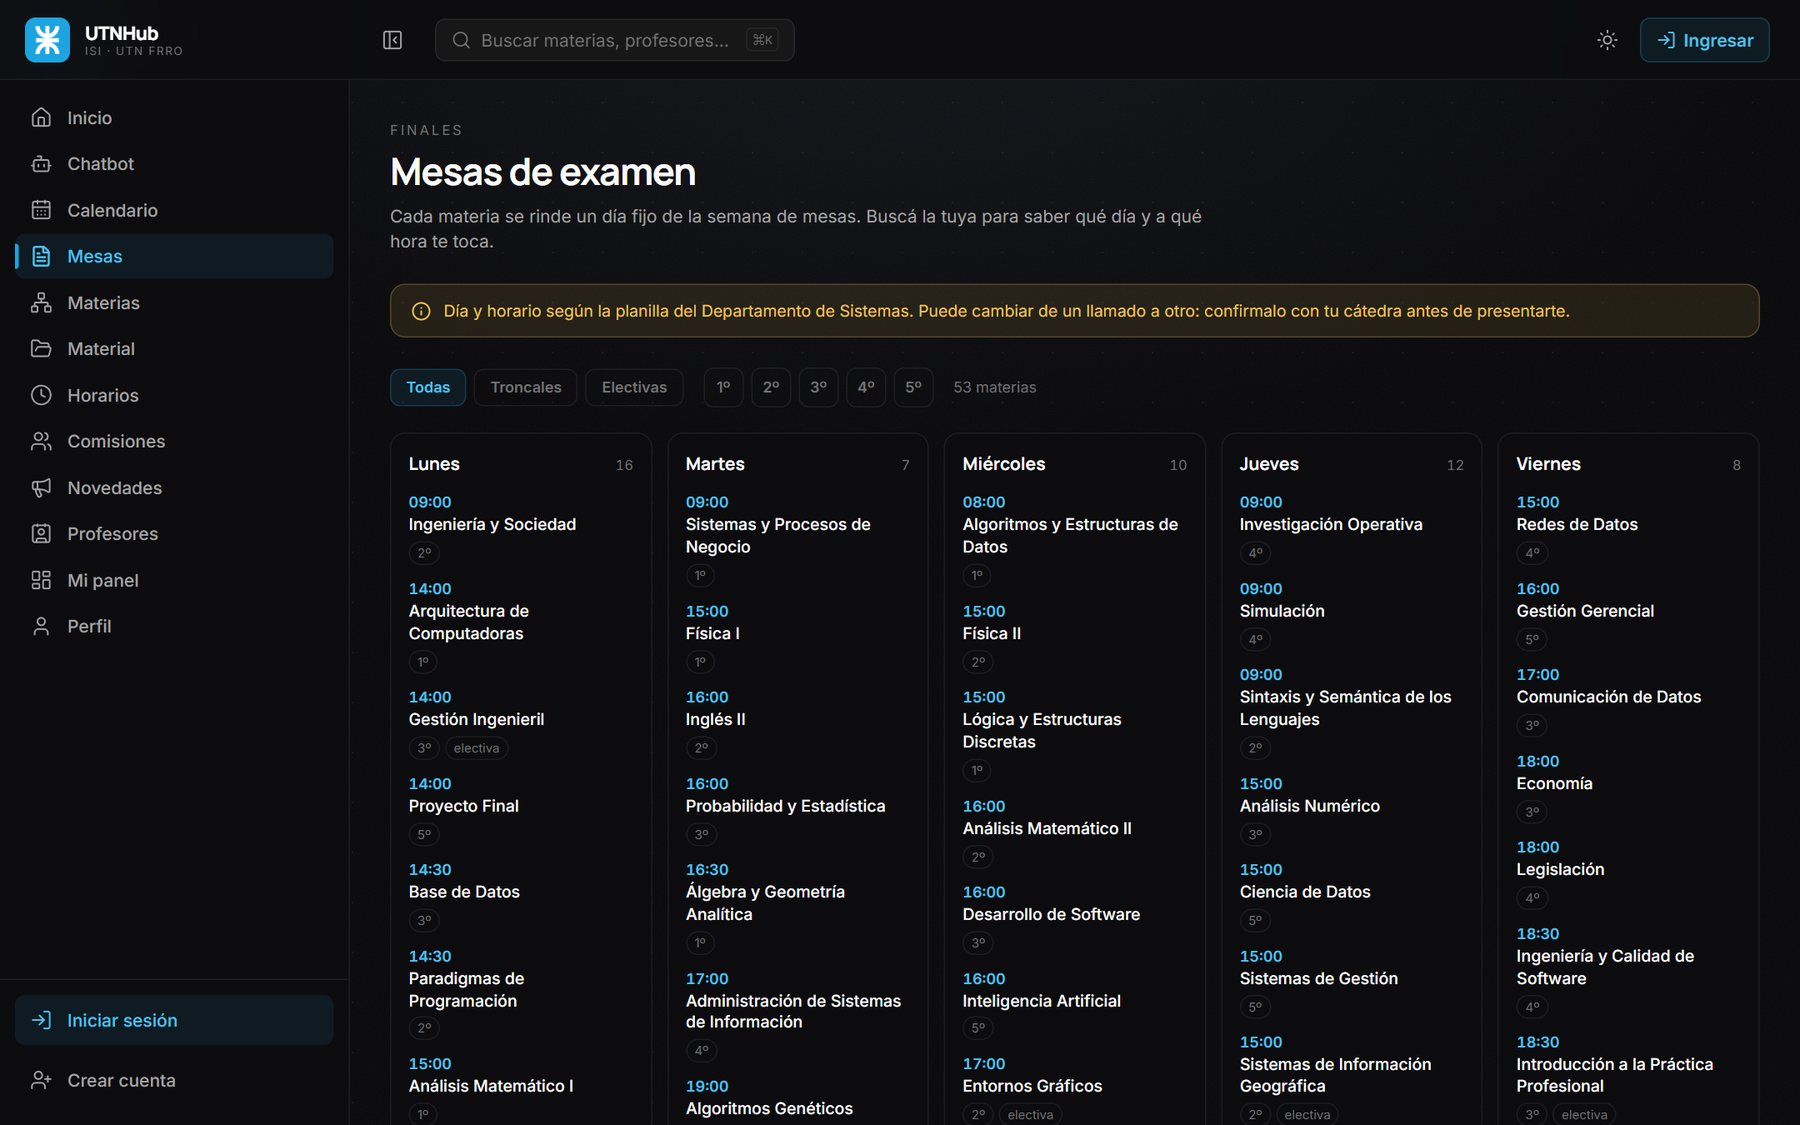 UTNHub
ISI · UTN FRRO
Buscar materias, profesores...
⌘K
Ingresar
Inicio
Chatbot
Calendario
Mesas
Materias
Material
Horarios
Comisiones
Novedades
Profesores
Mi panel
Perfil
Iniciar sesión
Crear cuenta
FINALES
Mesas de examen
Cada materia se rinde un día fijo de la semana de mesas. Buscá la tuya para saber qué día y a qué
hora te toca.
Día y horario según la planilla del Departamento de Sistemas. Puede cambiar de un llamado a otro: confirmalo con tu cátedra antes de presentarte.
Todas
Troncales
Electivas
1º
2º
3º
4º
5º
53 materias
Lunes
16
09:00
Ingeniería y Sociedad
2º
14:00
Arquitectura de
Computadoras
1º
14:00
Gestión Ingenieril
3º
electiva
14:00
Proyecto Final
5º
14:30
Base de Datos
3º
14:30
Paradigmas de
Programación
2º
15:00
Análisis Matemático I
1º
Martes
7
09:00
Sistemas y Procesos de
Negocio
1º
15:00
Física I
1º
16:00
Inglés II
2º
16:00
Probabilidad y Estadística
3º
16:30
Álgebra y Geometría
Analítica
1º
17:00
Administración de Sistemas
de Información
4º
19:00
Algoritmos Genéticos
Miércoles
10
08:00
Algoritmos y Estructuras de
Datos
1º
15:00
Física II
2º
15:00
Lógica y Estructuras
Discretas
1º
16:00
Análisis Matemático II
2º
16:00
Desarrollo de Software
3º
16:00
Inteligencia Artificial
5º
17:00
Entornos Gráficos
2º
electiva
Jueves
12
09:00
Investigación Operativa
4º
09:00
Simulación
4º
09:00
Sintaxis y Semántica de los
Lenguajes
2º
15:00
Análisis Numérico
3º
15:00
Ciencia de Datos
5º
15:00
Sistemas de Gestión
5º
15:00
Sistemas de Información
Geográfica
2º
electiva
Viernes
8
15:00
Redes de Datos
4º
16:00
Gestión Gerencial
5º
17:00
Comunicación de Datos
3º
18:00
Economía
3º
18:00
Legislación
4º
18:30
Ingeniería y Calidad de
Software
4º
18:30
Introducción a la Práctica
Profesional
3º
electiva